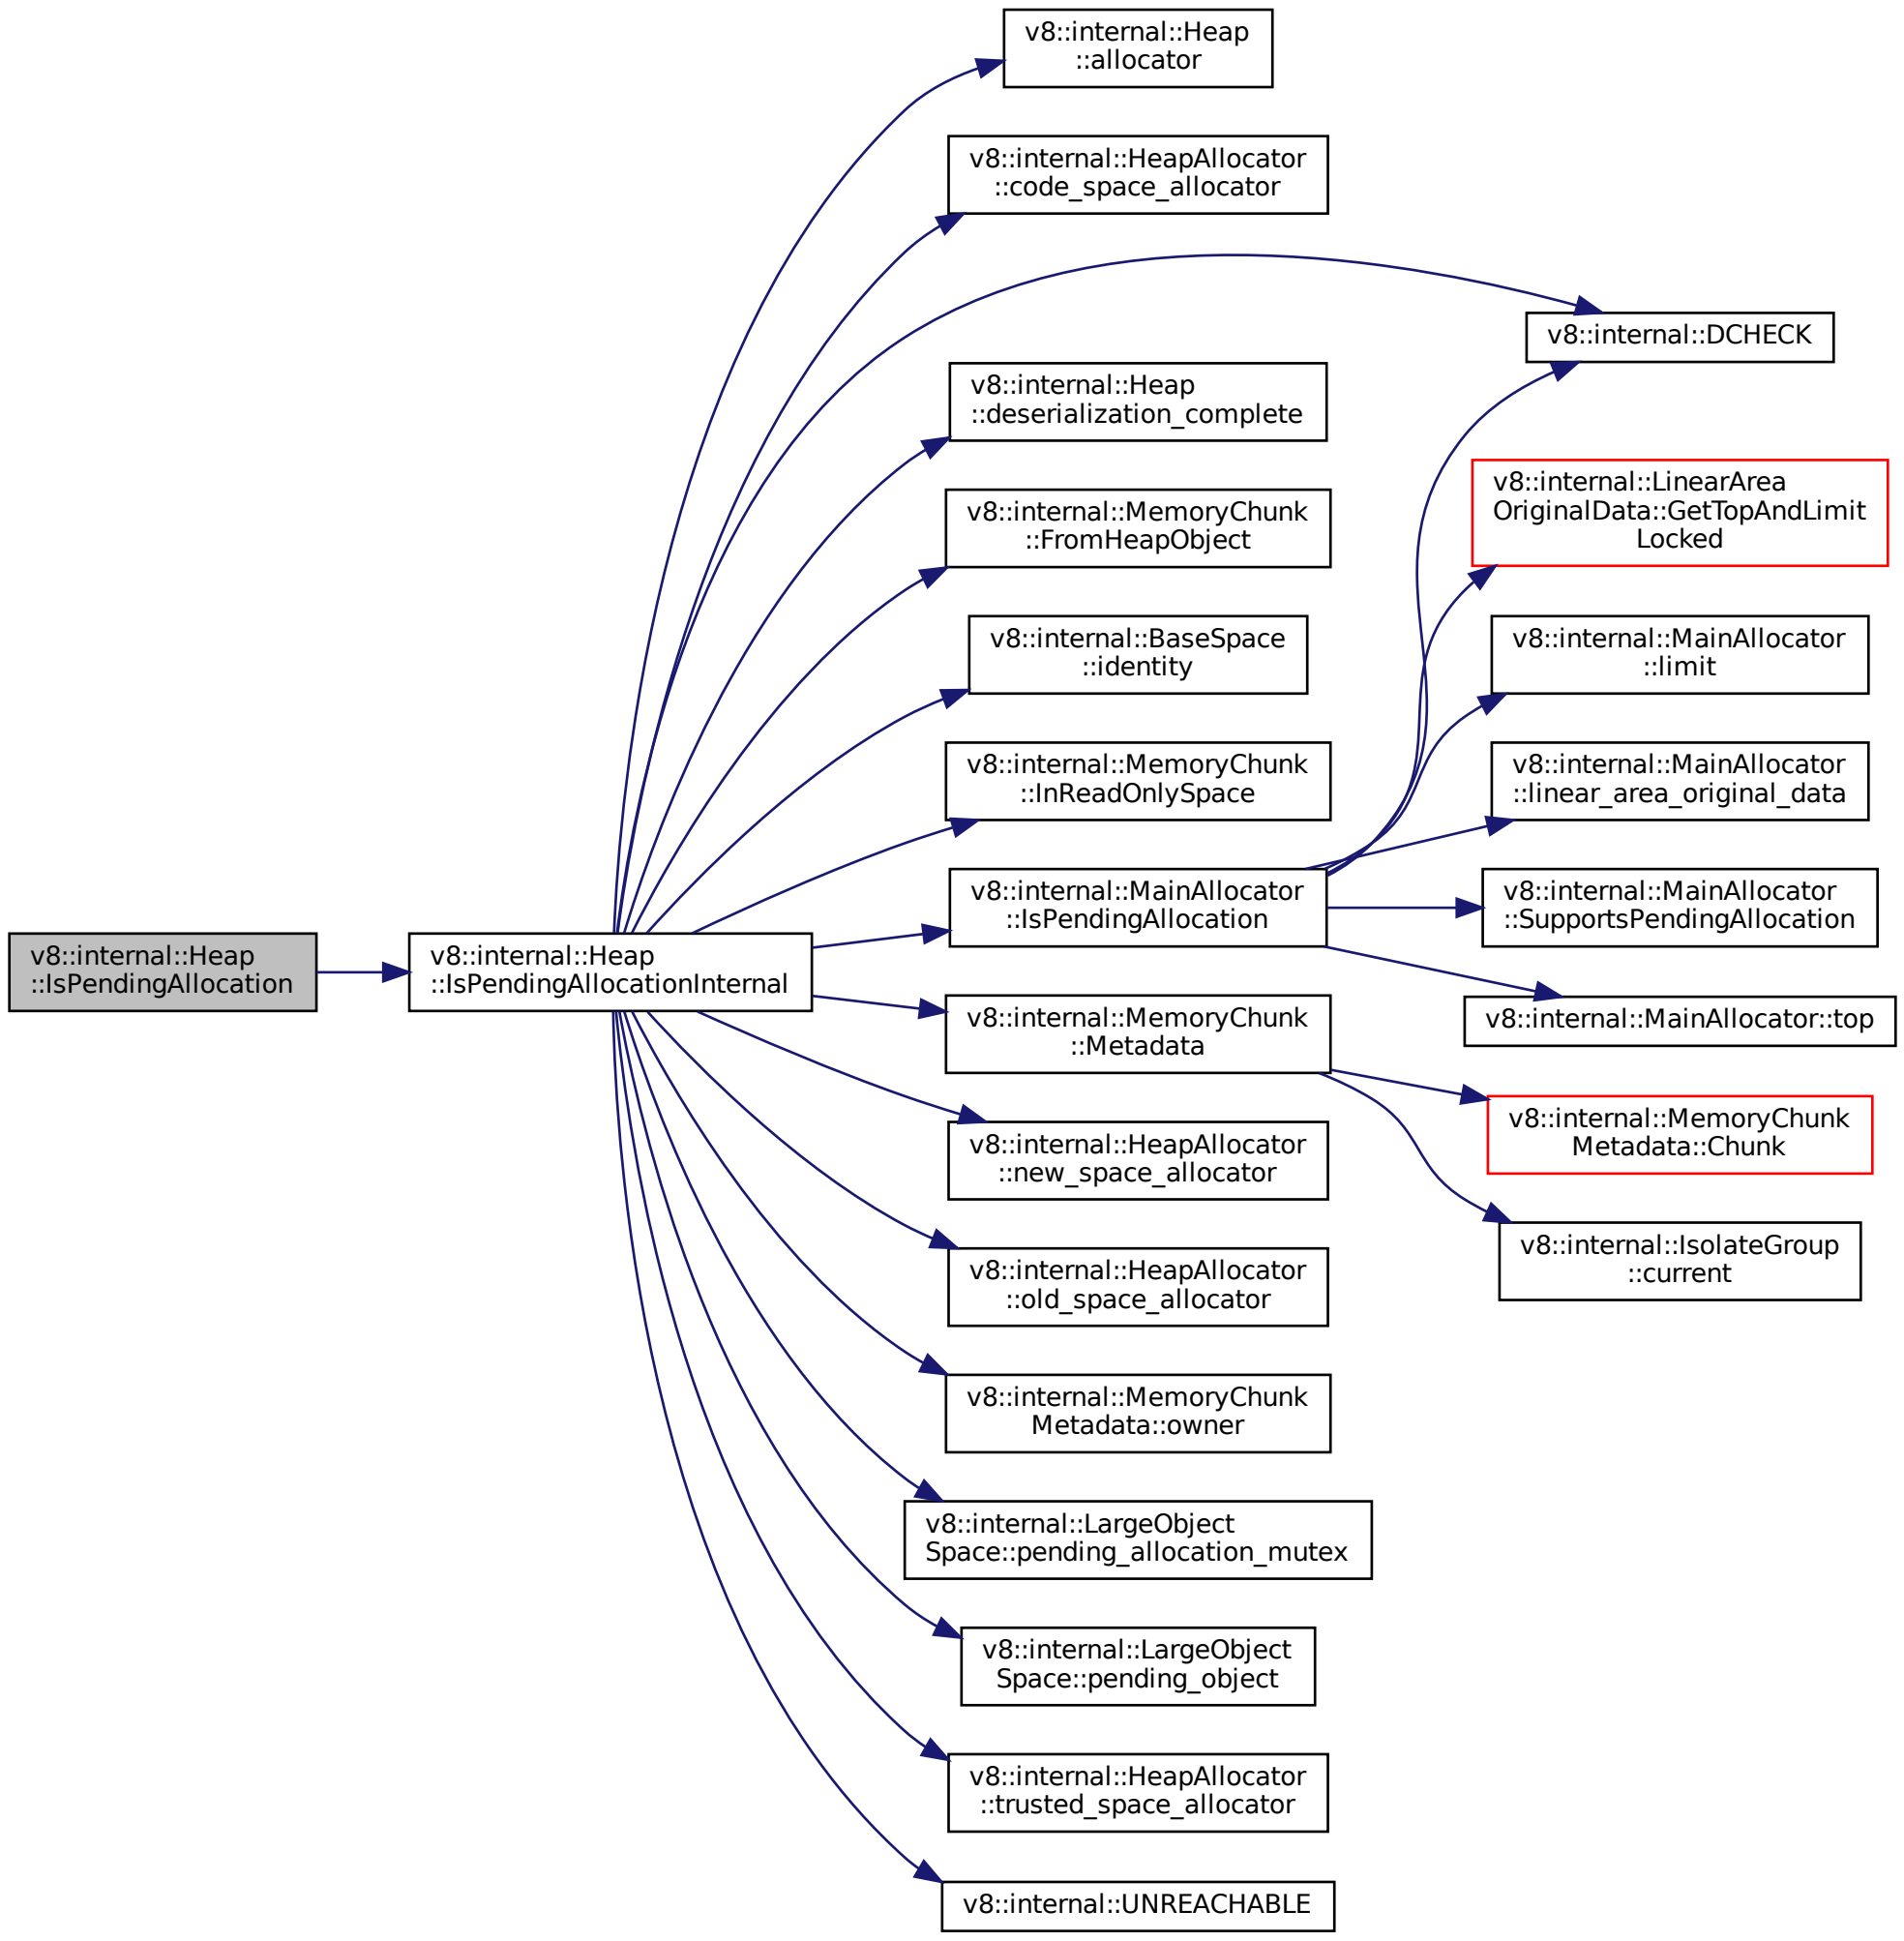 v8::internal::Heap
::IsPendingAllocation
v8::internal::Heap
::IsPendingAllocationInternal
v8::internal::Heap
::allocator
v8::internal::HeapAllocator
::code_space_allocator
v8::internal::DCHECK
v8::internal::Heap
::deserialization_complete
v8::internal::MemoryChunk
::FromHeapObject
v8::internal::BaseSpace
::identity
v8::internal::MemoryChunk
::InReadOnlySpace
v8::internal::MainAllocator
::IsPendingAllocation
v8::internal::LinearArea
OriginalData::GetTopAndLimit
Locked
v8::internal::MainAllocator
::limit
v8::internal::MainAllocator
::linear_area_original_data
v8::internal::MainAllocator
::SupportsPendingAllocation
v8::internal::MainAllocator::top
v8::internal::MemoryChunk
::Metadata
v8::internal::MemoryChunk
Metadata::Chunk
v8::internal::IsolateGroup
::current
v8::internal::HeapAllocator
::new_space_allocator
v8::internal::HeapAllocator
::old_space_allocator
v8::internal::MemoryChunk
Metadata::owner
v8::internal::LargeObject
Space::pending_allocation_mutex
v8::internal::LargeObject
Space::pending_object
v8::internal::HeapAllocator
::trusted_space_allocator
v8::internal::UNREACHABLE